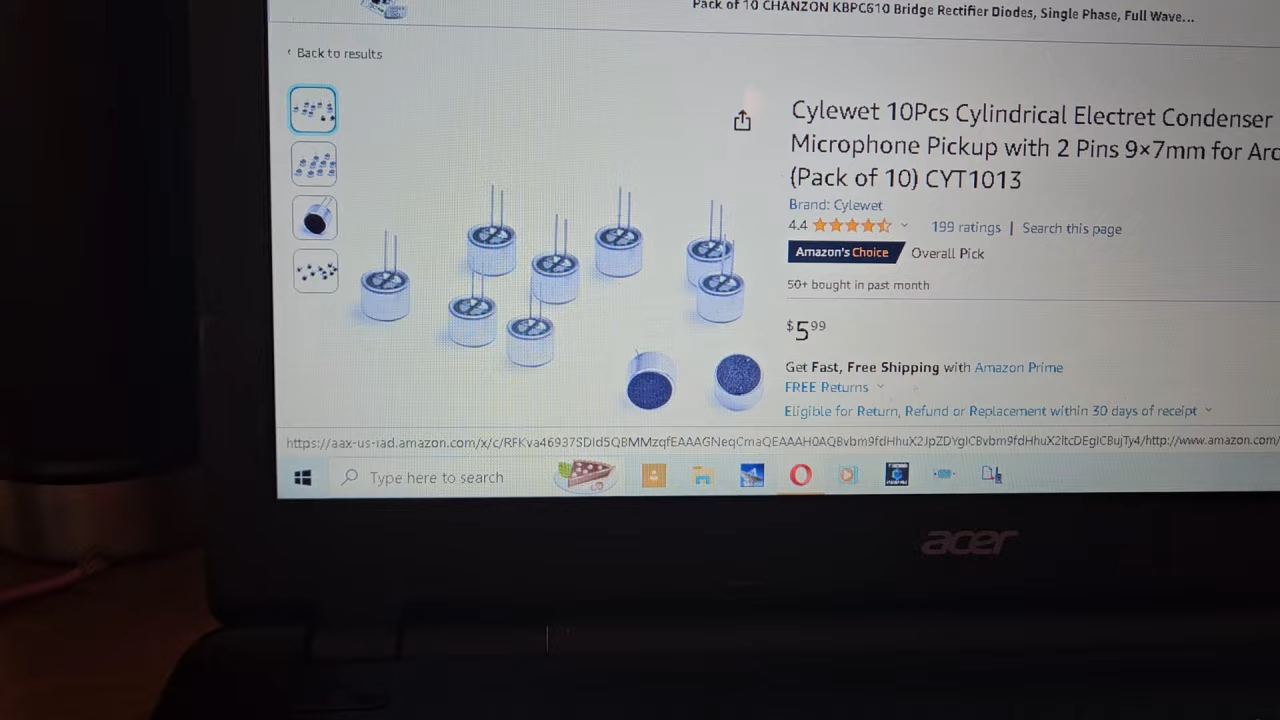 Pack of 10 CHANZON KBPC610 Bridge Rectifier Diodes, Single Phase, Full Wave...
‹ Back to results
Cylewet 10Pcs Cylindrical Electret Condenser
Microphone Pickup with 2 Pins 9×7mm for
(Pack of 10) CYT1013
Brand: Cylewet
4.4 199 ratings | Search this page
Amazon's Choice Overall Pick
50+ bought in past month
$5.99
Get Fast, Free Shipping with Amazon Prime
FREE Returns
Eligible for Return, Refund or Replacement within 30 days of receipt
Type here to search
acer